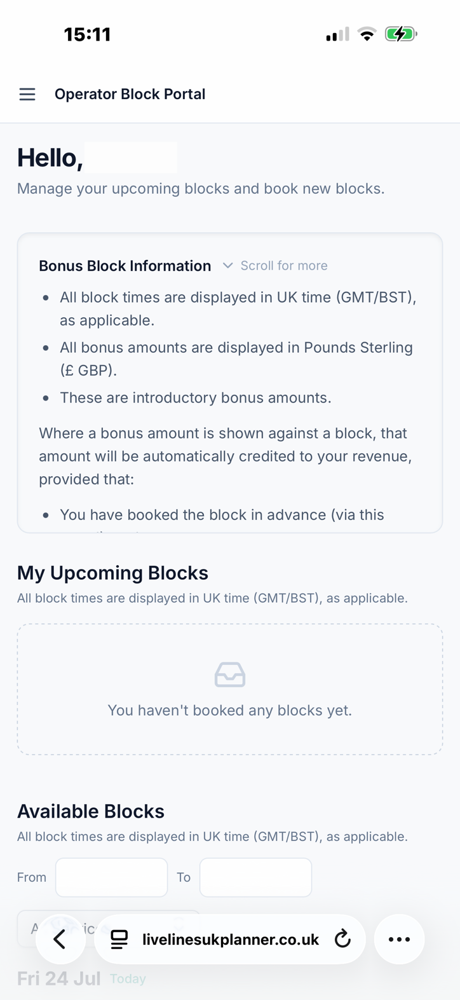 15:11
Operator Block Portal
Hello,
Manage your upcoming blocks and book new blocks.
Bonus Block Information Scroll for more
• All block times are displayed in UK time (GMT/BST),
as applicable.
• All bonus amounts are displayed in Pounds Sterling
(£ GBP).
• These are introductory bonus amounts.
Where a bonus amount is shown against a block, that
amount will be automatically credited to your revenue,
provided that:
• You have booked the block in advance (via this
My Upcoming Blocks
All block times are displayed in UK time (GMT/BST), as applicable.
You haven't booked any blocks yet.
Available Blocks
All block times are displayed in UK time (GMT/BST), as applicable.
From To
livelinesukplanner.co.uk
Fri 24 Jul Today